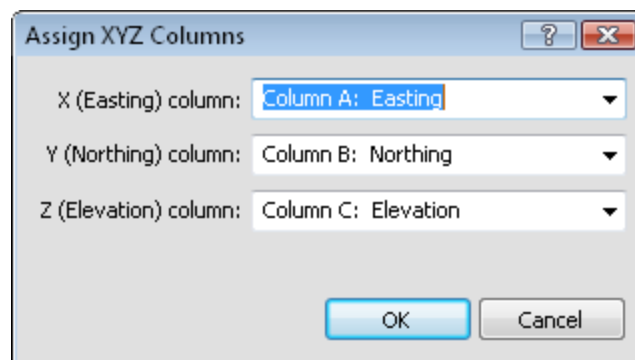 Assign XYZ Columns ?
X (Easting) column: Column A: Easting
Y (Northing) column: Column B: Northing
Z (Elevation) column: Column C: Elevation
OK Cancel